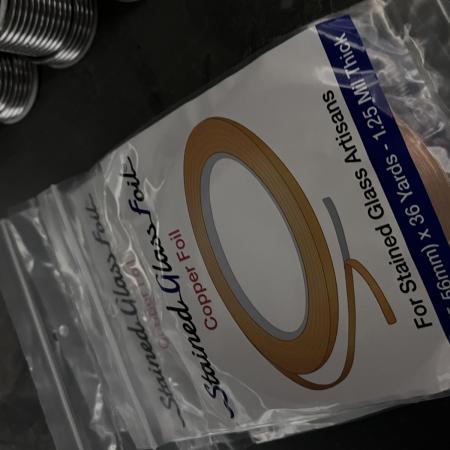 Stained Glass Foil
Copper Foil
For Stained Glass Artisans
56mm) x 36 Yards - 1.25 Mil Thick
Stained Glass Foil